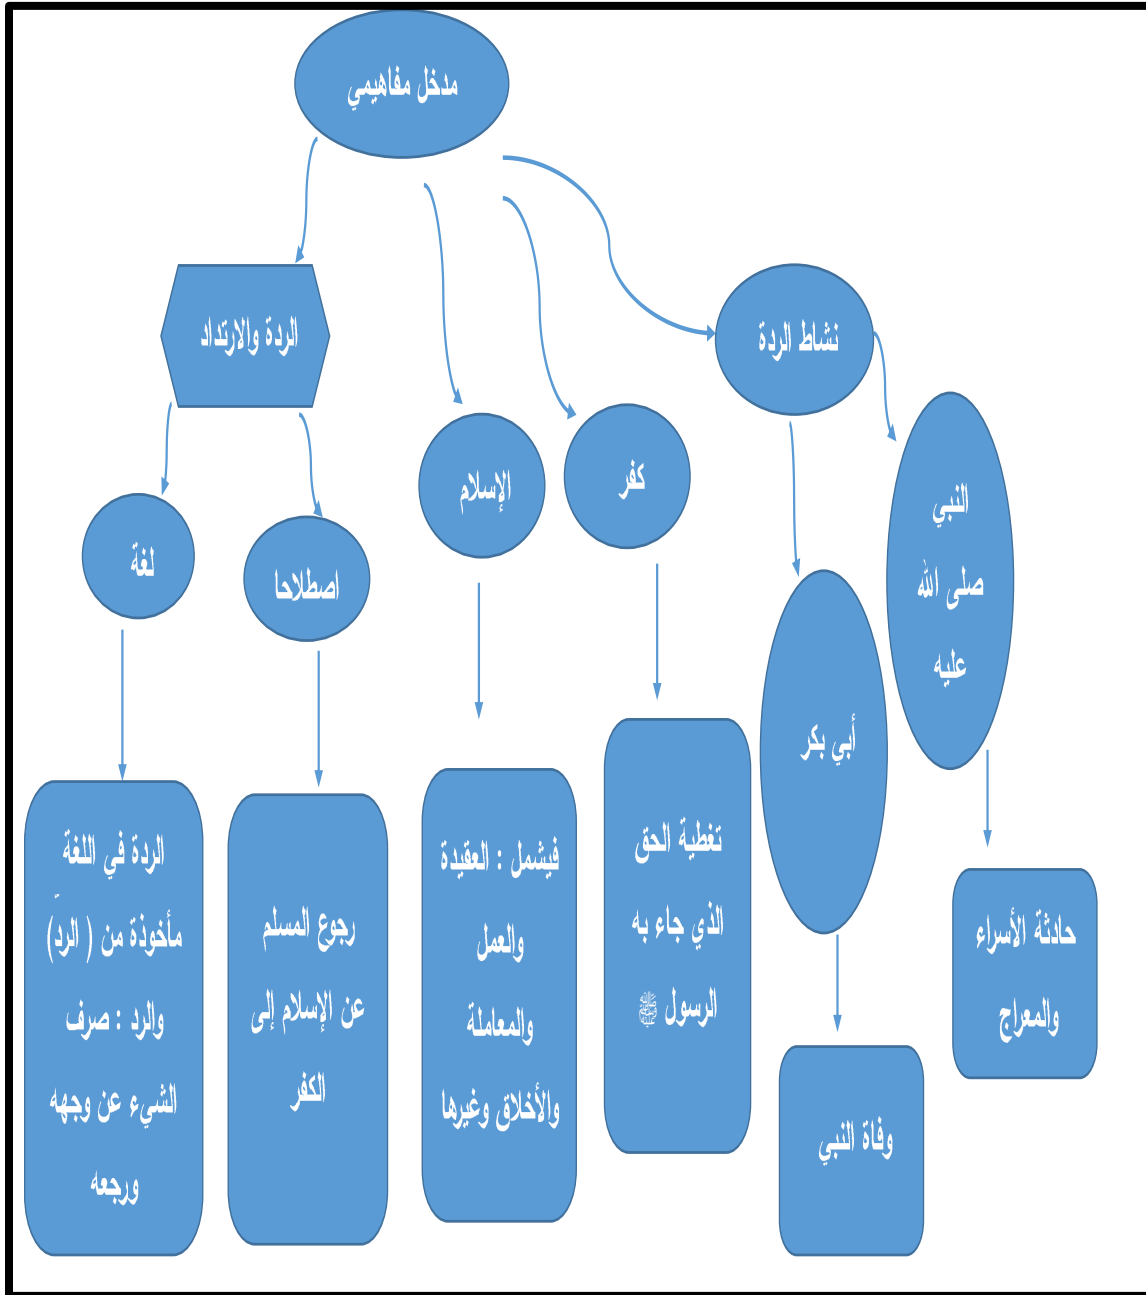 مدخل مفاهيمي
نشاط الردة
الردة والارتداد
النبي
صلى الله
عليه
كفر
الإسلام
اصطلاحا
لغة
أبي بكر
حادثة الأسراء
والمعراج
وفاة النبي
تغطية الحق
الذي جاء به
الرسول ﷺ
فيشمل : العقيدة
والعمل
والمعاملة
والأخلاق وغيرها
رجوع المسلم
عن الإسلام إلى
الكفر
الردة في اللغة
مأخوذة من ( الردّ)
والرد : صرف
الشيء عن وجهه
ورجعه